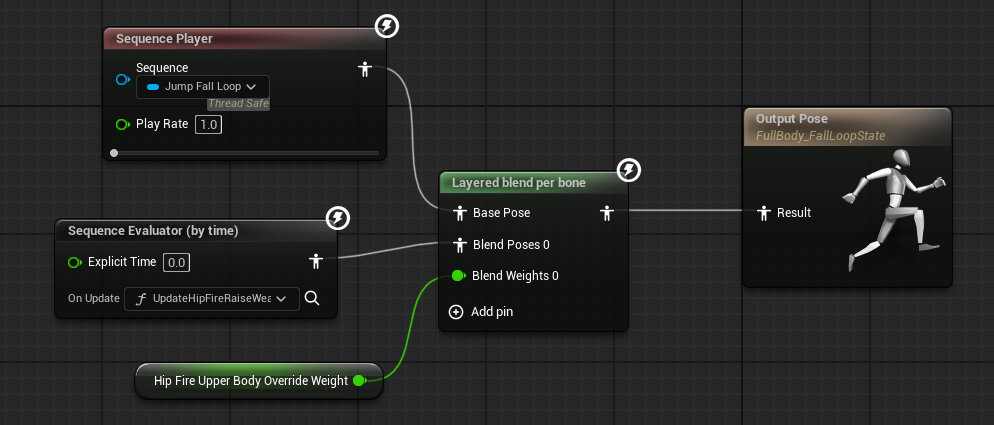 Sequence Player
Sequence
Jump Fall Loop
Thread Safe
Play Rate 1.0
Output Pose
FullBody_FallLoopState
Result
Layered blend per bone
Base Pose
Blend Poses 0
Blend Weights 0
Add pin
Sequence Evaluator (by time)
Explicit Time 0.0
On Update UpdateHipFireRaiseWea
Hip Fire Upper Body Override Weight